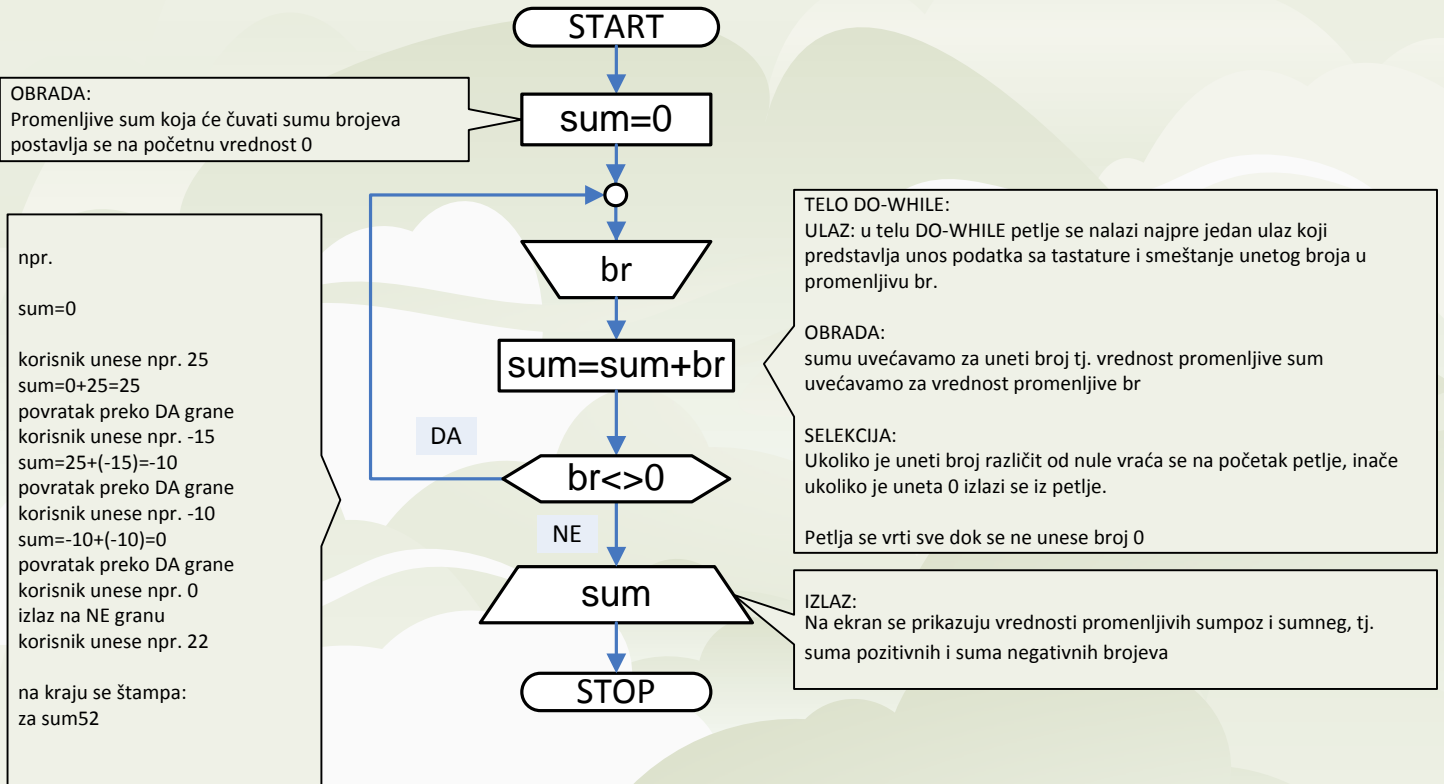 START
OBRADA:
Promenljive sum koja će čuvati sumu brojeva
postavlja se na početnu vrednost 0
sum=0
npr.
sum=0
korisnik unese npr. 25
sum=0+25=25
povratak preko DA grane
korisnik unese npr. -15
sum=25+(-15)=-10
povratak preko DA grane
korisnik unese npr. -10
sum=-10+(-10)=0
povratak preko DA grane
korisnik unese npr. 0
izlaz na NE granu
korisnik unese npr. 22
na kraju se štampa:
za sum52
br
sum=sum+br
DA
br<>0
NE
sum
STOP
TELO DO-WHILE:
ULAZ: u telu DO-WHILE petlje se nalazi najpre jedan ulaz koji
predstavlja unos podatka sa tastature i smeštanje unetog broja u
promenljivu br.
OBRADA:
sumu uvećavamo za uneti broj tj. vrednost promenljive sum
uvećavamo za vrednost promenljive br
SELEKCIJA:
Ukoliko je uneti broj različit od nule vraća se na početak petlje, inače
ukoliko je uneta 0 izlazi se iz petlje.
Petlja se vrti sve dok se ne unese broj 0
IZLAZ:
Na ekran se prikazuju vrednosti promenljivih sumpoz i sumneg, tj.
suma pozitivnih i suma negativnih brojeva